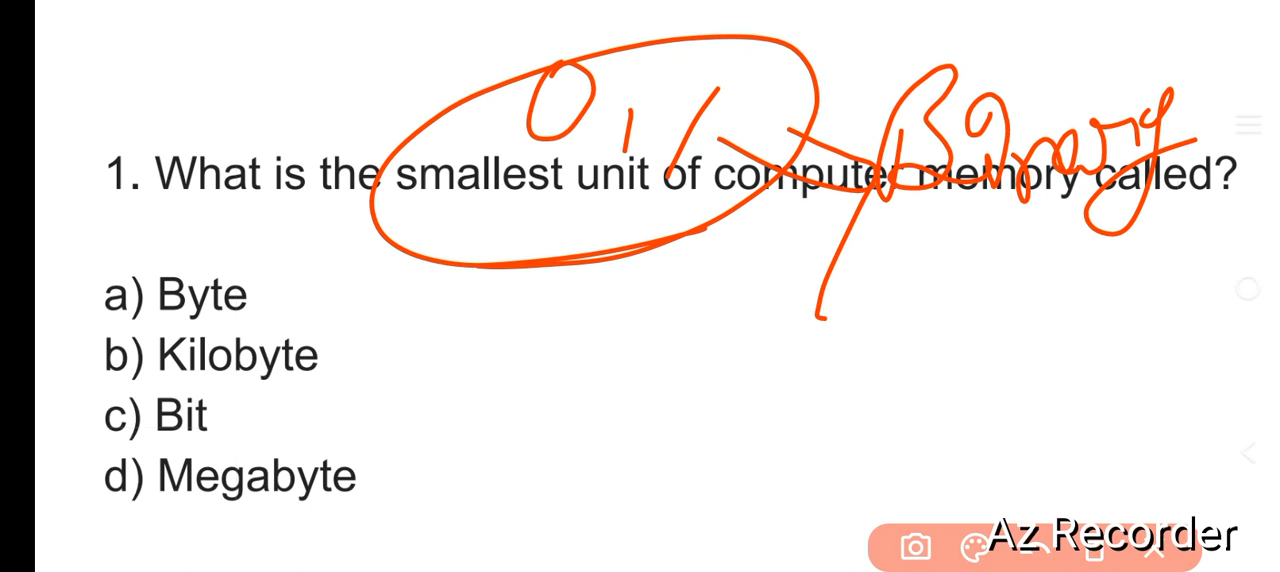 0, 1 Binary
1. What is the smallest unit of computer memory called?
a) Byte
b) Kilobyte
c) Bit
d) Megabyte
Az Recorder